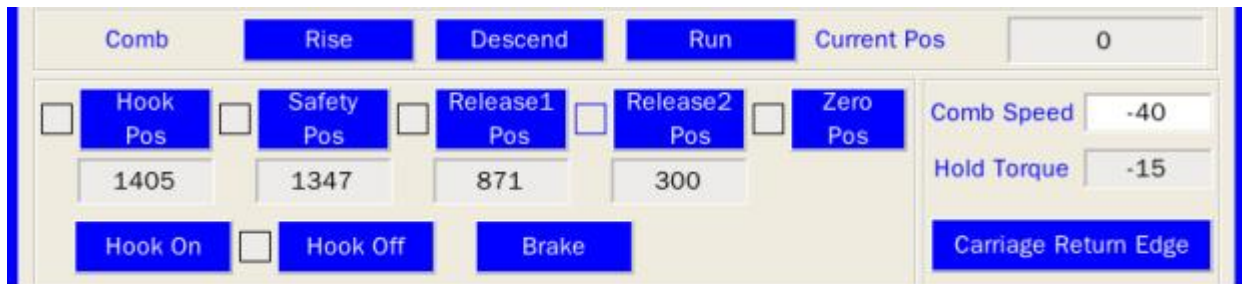 Comb Rise Descend Run Current Pos 0
Hook Pos Safety Pos Release1 Pos Release2 Pos Zero Pos
Comb Speed -40
1405 1347 871 300
Hold Torque -15
Hook On Hook Off Brake
Carriage Return Edge